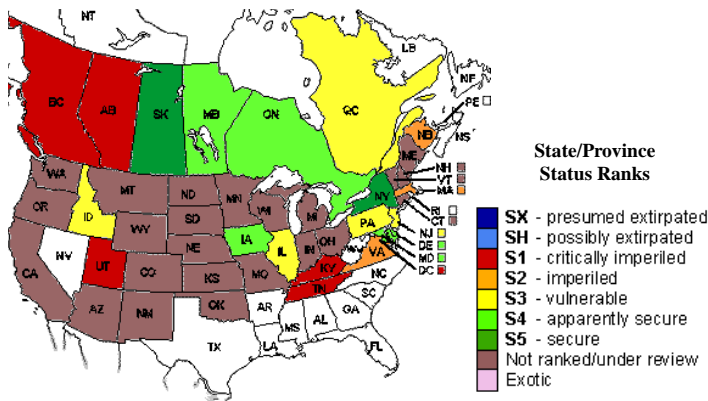 NT
LB
BC
AB
SK
MB
ON
QC
NF
PE
NB
NS
WA
MT
ND
MN
ME
NH
VT
MA
OR
ID
SD
WI
MI
NY
RI
CT
WY
NE
IA
PA
NJ
DE
MD
DC
NV
UT
CO
KS
MO
IL
IN
OH
VA
KY
CA
AZ
NM
OK
AR
TN
NC
SC
TX
LA
MS
AL
GA
FL
State/Province
Status Ranks
SX - presumed extirpated
SH - possibly extirpated
S1 - critically imperiled
S2 - imperiled
S3 - vulnerable
S4 - apparently secure
S5 - secure
Not ranked/under review
Exotic